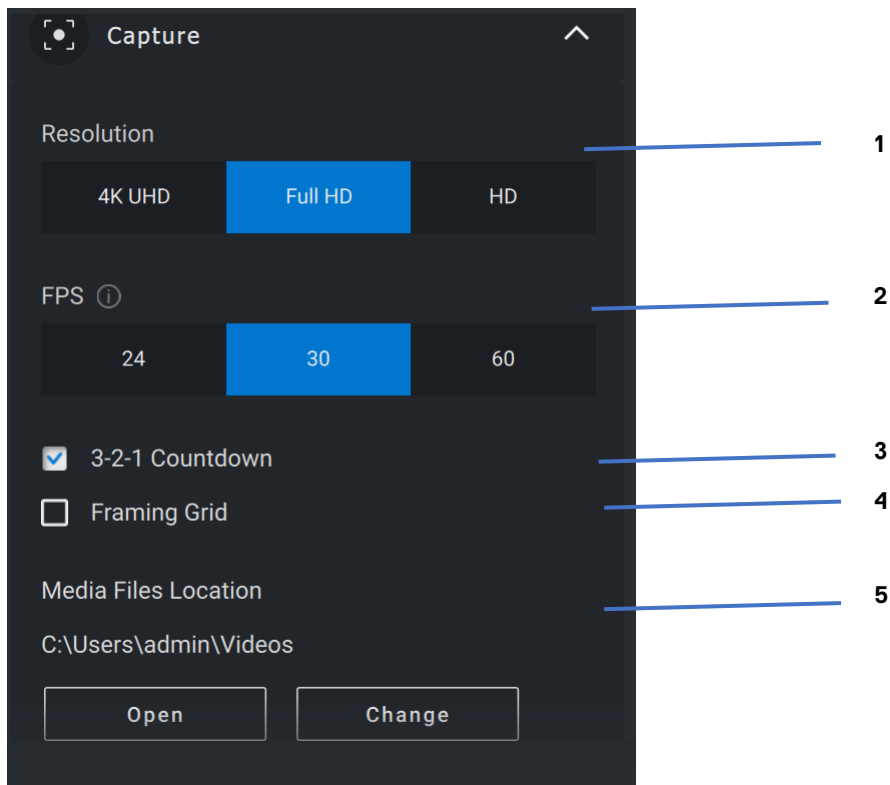 Capture
Resolution 1
4K UHD Full HD HD
FPS 2
24 30 60
3-2-1 Countdown 3
Framing Grid 4
Media Files Location 5
C:\Users\admin\Videos
Open Change